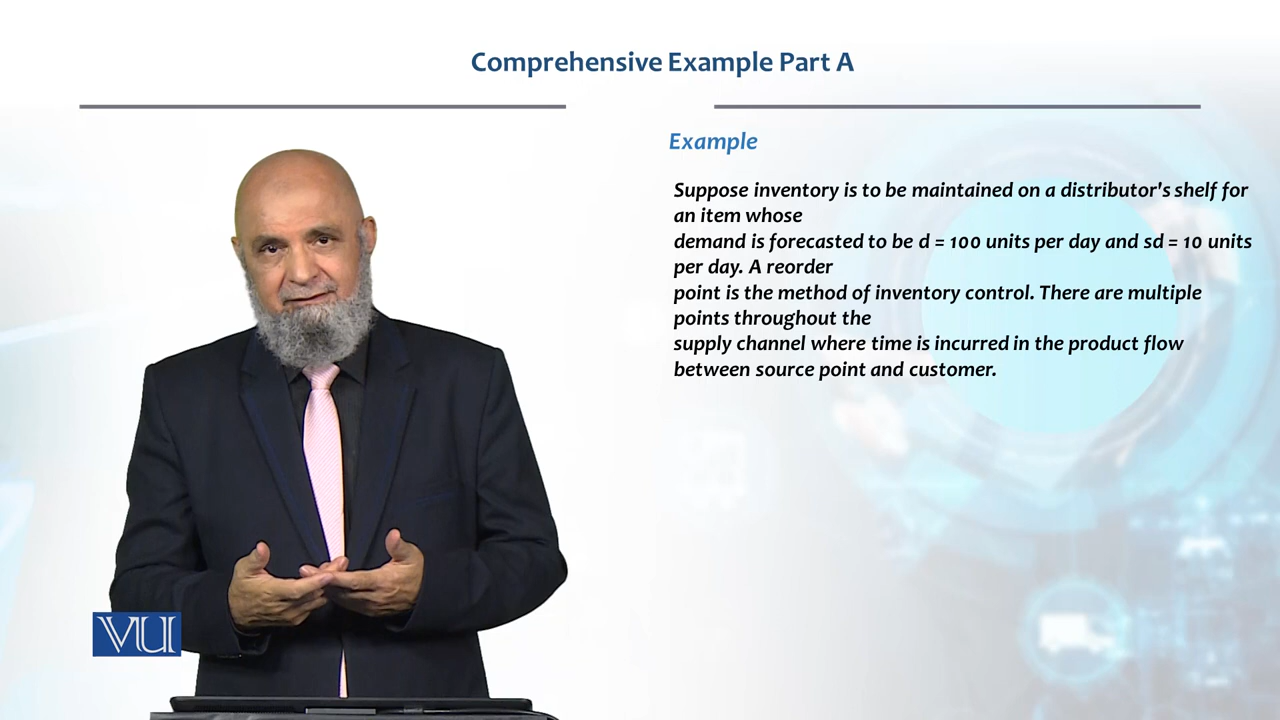 Comprehensive Example Part A
Example
Suppose inventory is to be maintained on a distributor's shelf for
an item whose
demand is forecasted to be d = 100 units per day and sd = 10 units
per day. A reorder
point is the method of inventory control. There are multiple
points throughout the
supply channel where time is incurred in the product flow
between source point and customer.
VU